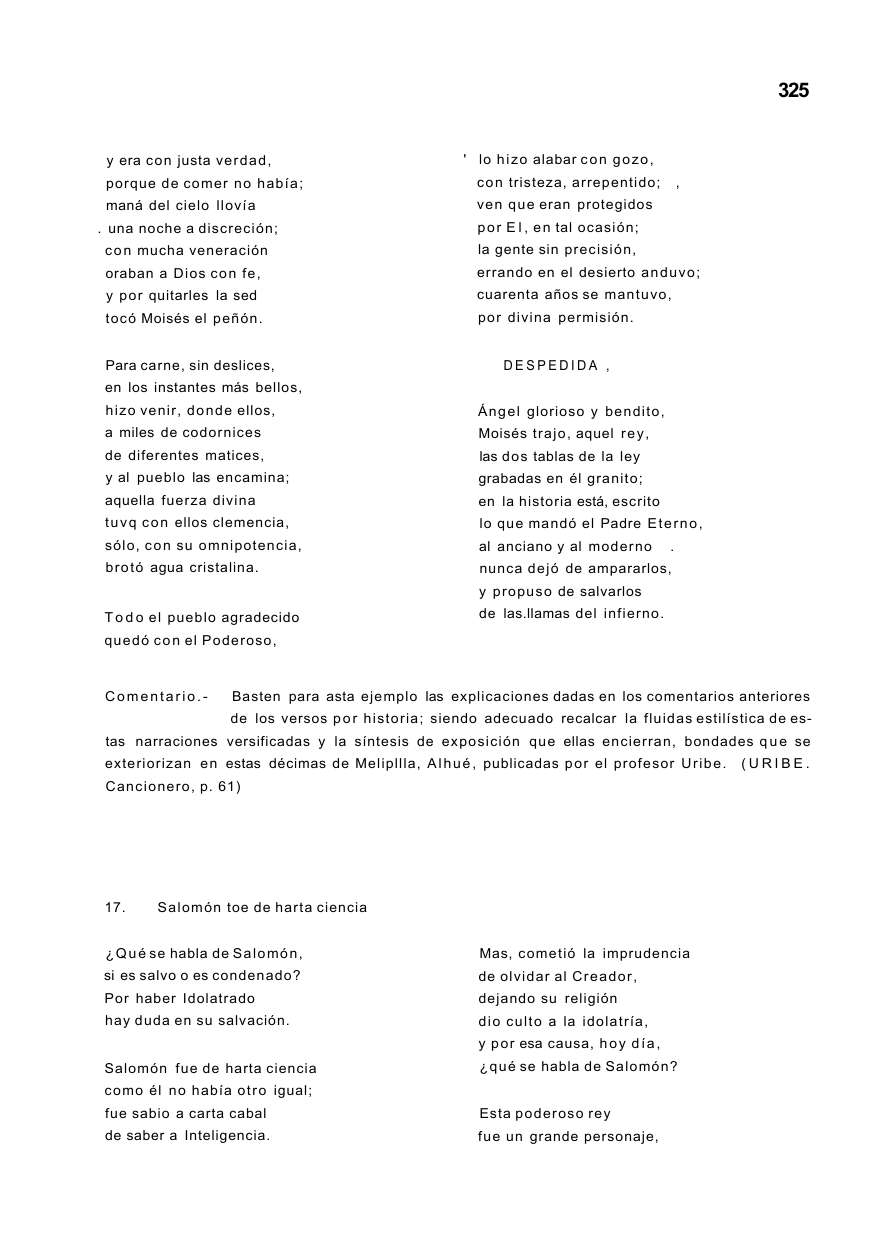 325
y era con justa verdad,
porque de comer no había;
maná del cielo llovía
. una noche a discreción;
con mucha veneración
oraban a Dios con fe,
y por quitarles la sed
tocó Moisés el peñón.
Para carne, sin deslices,
en los instantes más bellos,
hizo venir, donde ellos,
a miles de codornices
de diferentes matices,
y al pueblo las encamina;
aquella fuerza divina
tuvq con ellos clemencia,
sólo, con su omnipotencia,
brotó agua cristalina.
Todo el pueblo agradecido
quedó con el Poderoso,
' lo hizo alabar con gozo,
con tristeza, arrepentido; ,
ven que eran protegidos
por El, en tal ocasión;
la gente sin precisión,
errando en el desierto anduvo;
cuarenta años se mantuvo,
por divina permisión.
DESPEDIDA ,
Ángel glorioso y bendito,
Moisés trajo, aquel rey,
las dos tablas de la ley
grabadas en él granito;
en la historia está, escrito
lo que mandó el Padre Eterno,
al anciano y al moderno .
nunca dejó de ampararlos,
y propuso de salvarlos
de las.llamas del infierno.
Comentario.- Basten para asta ejemplo las explicaciones dadas en los comentarios anteriores
de los versos por historia; siendo adecuado recalcar la fluidas estilística de es-
tas narraciones versificadas y la síntesis de exposición que ellas encierran, bondades que se
exteriorizan en estas décimas de MelipIlla, Alhué, publicadas por el profesor Uribe. (URIBE.
Cancionero, p. 61)
17. Salomón toe de harta ciencia
¿Qué se habla de Salomón,
si es salvo o es condenado?
Por haber Idolatrado
hay duda en su salvación.
Salomón fue de harta ciencia
como él no había otro igual;
fue sabio a carta cabal
de saber a Inteligencia.
Mas, cometió la imprudencia
de olvidar al Creador,
dejando su religión
dio culto a la idolatría,
y por esa causa, hoy día,
¿qué se habla de Salomón?
Esta poderoso rey
fue un grande personaje,